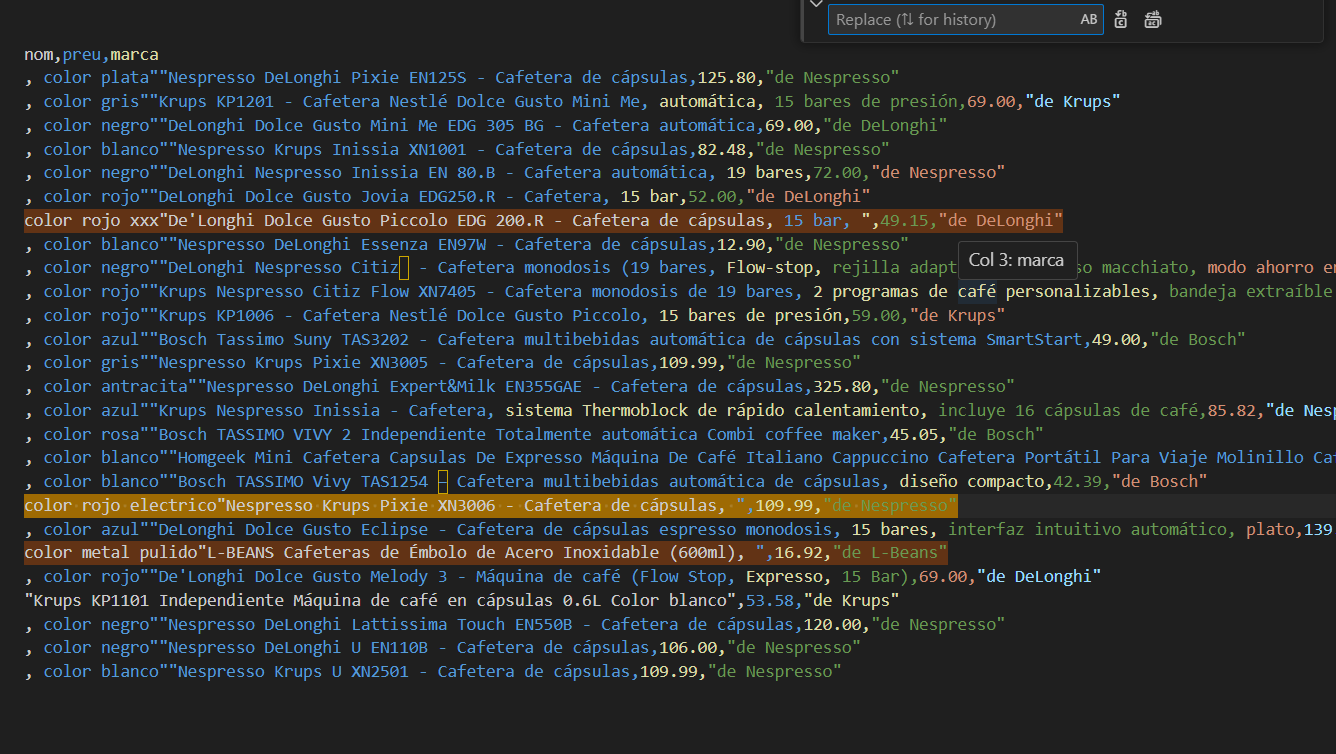 Replace (⇅ for history) AB
nom,preu,marca
, color plata""Nespresso DeLonghi Pixie EN125S - Cafetera de cápsulas,125.80,"de Nespresso"
, color gris""Krups KP1201 - Cafetera Nestlé Dolce Gusto Mini Me, automática, 15 bares de presión,69.00,"de Krups"
, color negro""DeLonghi Dolce Gusto Mini Me EDG 305 BG - Cafetera automática,69.00,"de DeLonghi"
, color blanco""Nespresso Krups Inissia XN1001 - Cafetera de cápsulas,82.48,"de Nespresso"
, color negro""DeLonghi Nespresso Inissia EN 80.B - Cafetera automática, 19 bares,72.00,"de Nespresso"
, color rojo""DeLonghi Dolce Gusto Jovia EDG250.R - Cafetera, 15 bar,52.00,"de DeLonghi"
color rojo xxx"De'Longhi Dolce Gusto Piccolo EDG 200.R - Cafetera de cápsulas, 15 bar, ",49.15,"de DeLonghi"
, color blanco""Nespresso DeLonghi Essenza EN97W - Cafetera de cápsulas,12.90,"de Nespresso"
Col 3: marca
, color negro""DeLonghi Nespresso Citiz - Cafetera monodosis (19 bares, Flow-stop, rejilla adapt so macchiato, modo ahorro en
, color rojo""Krups Nespresso Citiz Flow XN7405 - Cafetera monodosis de 19 bares, 2 programas de café personalizables, bandeja extraíble
, color rojo""Krups KP1006 - Cafetera Nestlé Dolce Gusto Piccolo, 15 bares de presión,59.00,"de Krups"
, color azul""Bosch Tassimo Suny TAS3202 - Cafetera multibebidas automática de cápsulas con sistema SmartStart,49.00,"de Bosch"
, color gris""Nespresso Krups Pixie XN3005 - Cafetera de cápsulas,109.99,"de Nespresso"
, color antracita""Nespresso DeLonghi Expert&Milk EN355GAE - Cafetera de cápsulas,325.80,"de Nespresso"
, color azul""Krups Nespresso Inissia - Cafetera, sistema Thermoblock de rápido calentamiento, incluye 16 cápsulas de café,85.82,"de Nesp
, color rosa""Bosch TASSIMO VIVY 2 Independiente Totalmente automática Combi coffee maker,45.05,"de Bosch"
, color blanco""Homgeek Mini Cafetera Capsulas De Expresso Máquina De Café Italiano Cappuccino Cafetera Portátil Para Viaje Molinillo Caf
, color blanco""Bosch TASSIMO Vivy TAS1254 - Cafetera multibebidas automática de cápsulas, diseño compacto,42.39,"de Bosch"
color rojo electrico"Nespresso Krups Pixie XN3006 - Cafetera de cápsulas, ",109.99,"de Nespresso"
, color azul""DeLonghi Dolce Gusto Eclipse - Cafetera de cápsulas espresso monodosis, 15 bares, interfaz intuitivo automático, plato,139
color metal pulido"L-BEANS Cafeteras de Émbolo de Acero Inoxidable (600ml), ",16.92,"de L-Beans"
, color rojo""De'Longhi Dolce Gusto Melody 3 - Máquina de café (Flow Stop, Expresso, 15 Bar),69.00,"de DeLonghi"
"Krups KP1101 Independiente Máquina de café en cápsulas 0.6L Color blanco",53.58,"de Krups"
, color negro""Nespresso DeLonghi Lattissima Touch EN550B - Cafetera de cápsulas,120.00,"de Nespresso"
, color negro""Nespresso DeLonghi U EN110B - Cafetera de cápsulas,106.00,"de Nespresso"
, color blanco""Nespresso Krups U XN2501 - Cafetera de cápsulas,109.99,"de Nespresso"